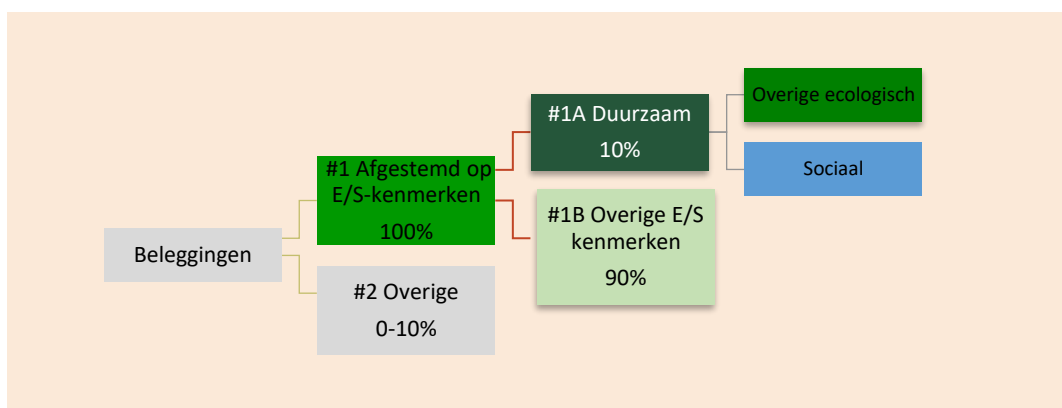 Beleggingen
#1 Afgestemd op
E/S-kenmerken
100%
#2 Overige
0-10%
#1A Duurzaam
10%
#1B Overige E/S
kenmerken
90%
Overige ecologisch
Sociaal